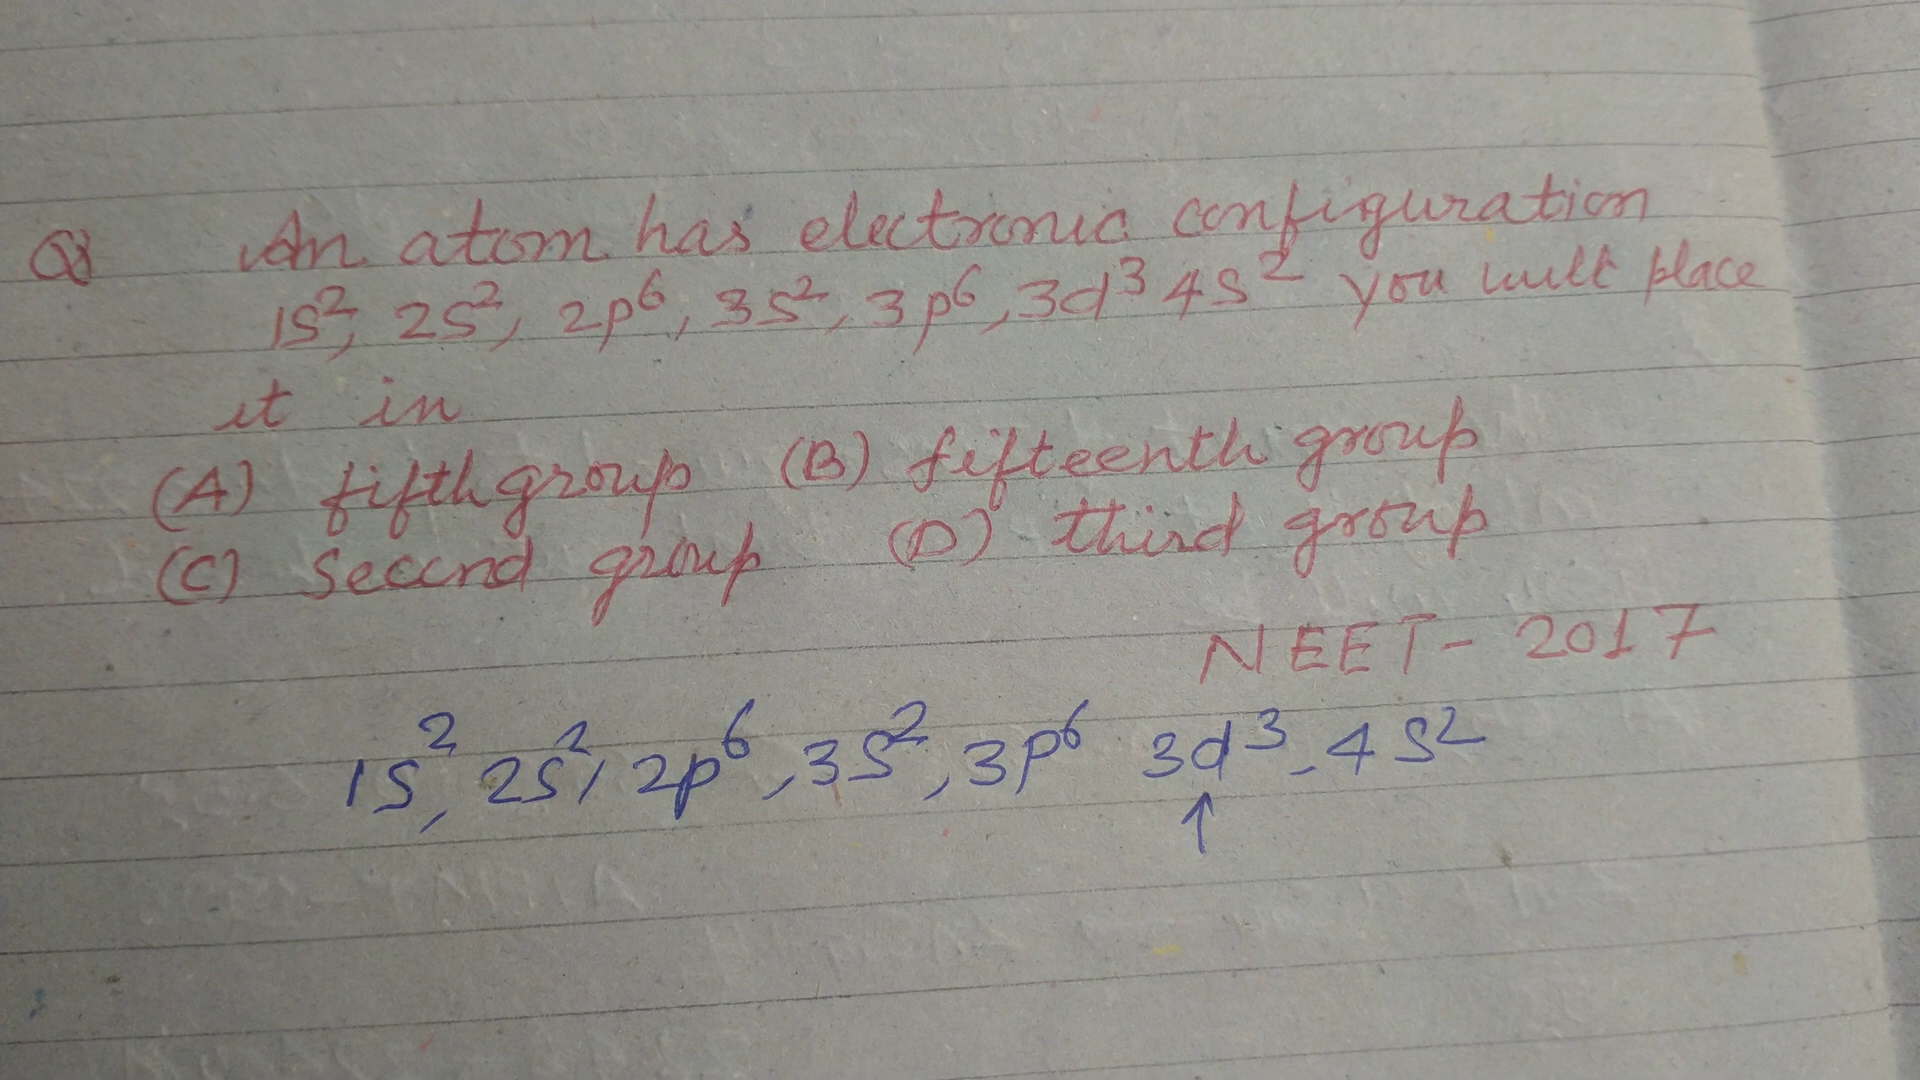 Q An atom has electronic configuration
1s², 2s², 2p⁶, 3s², 3p⁶, 3d³ 4s² you will place
it in
(A) fifth group (B) fifteenth group
(C) Second group (D) third group
NEET - 2017
1s², 2s², 2p⁶, 3s², 3p⁶ 3d³, 4s²
↑